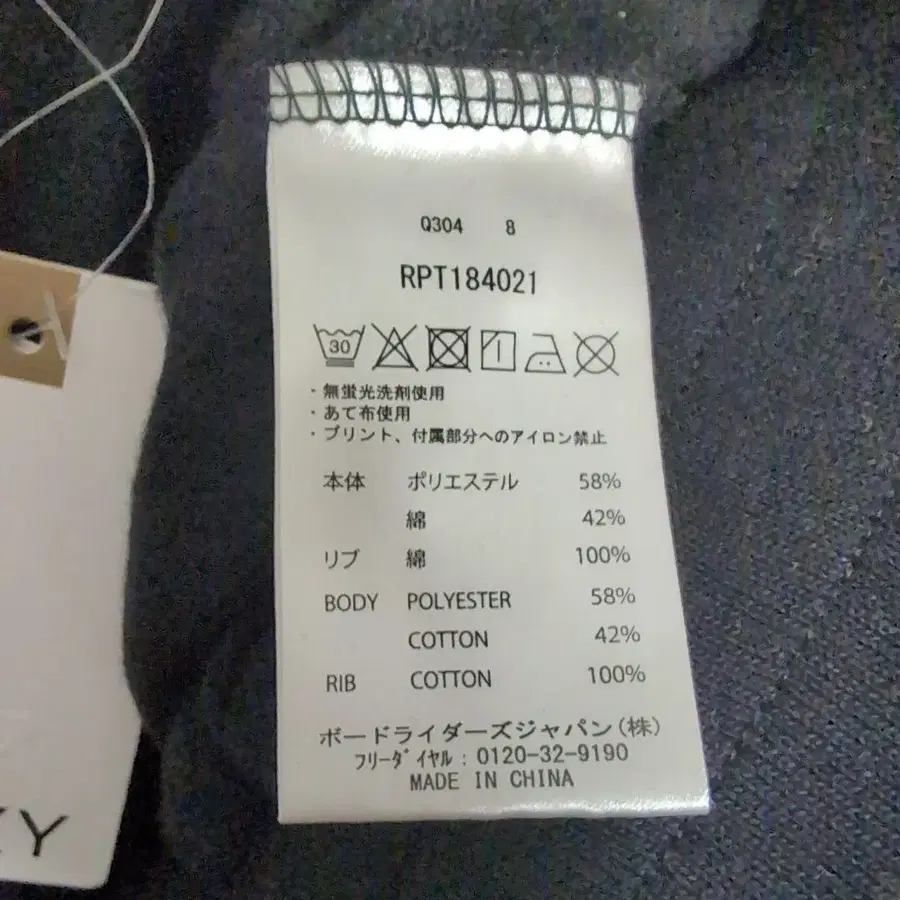 Q304 8
RPT184021
30
・無蛍光洗剤使用
・あて布使用
・プリント、付属部分へのアイロン禁止
本体 ポリエステル 58%
綿 42%
リブ 綿 100%
BODY POLYESTER 58%
COTTON 42%
RIB COTTON 100%
ボードライダーズジャパン(株)
フリーダイヤル : 0120-32-9190
MADE IN CHINA